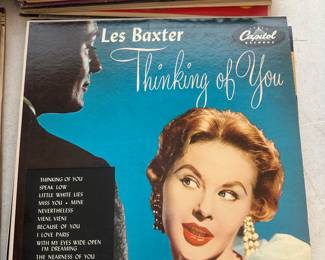 Les Baxter
Capitol
RECORDS
Thinking of You
THINKING OF YOU
SPEAK LOW
LITTLE WHITE LIES
MISS YOU • MINE
NEVERTHELESS
VIENI, VIENI
BECAUSE OF YOU
I LOVE PARIS
WITH MY EYES WIDE OPEN
I'M DREAMING
THE NEARNESS OF YOU